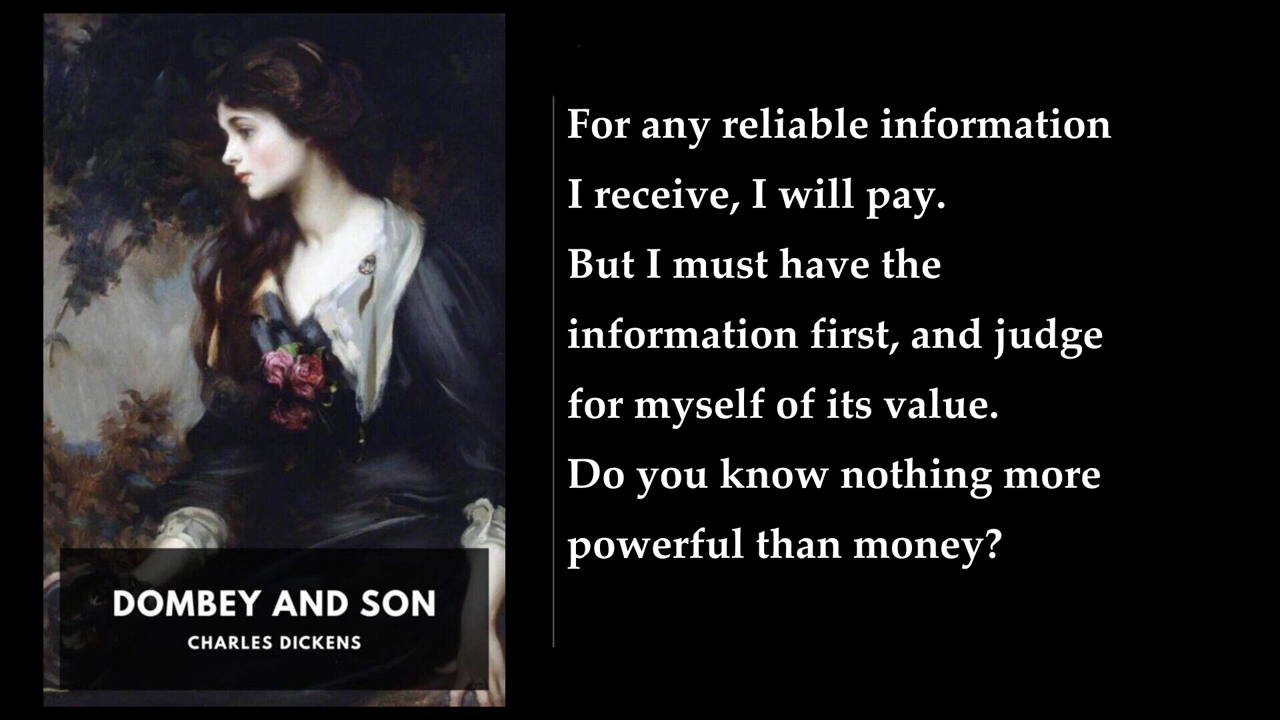 DOMBEY AND SON
CHARLES DICKENS
For any reliable information
I receive, I will pay.
But I must have the
information first, and judge
for myself of its value.
Do you know nothing more
powerful than money?